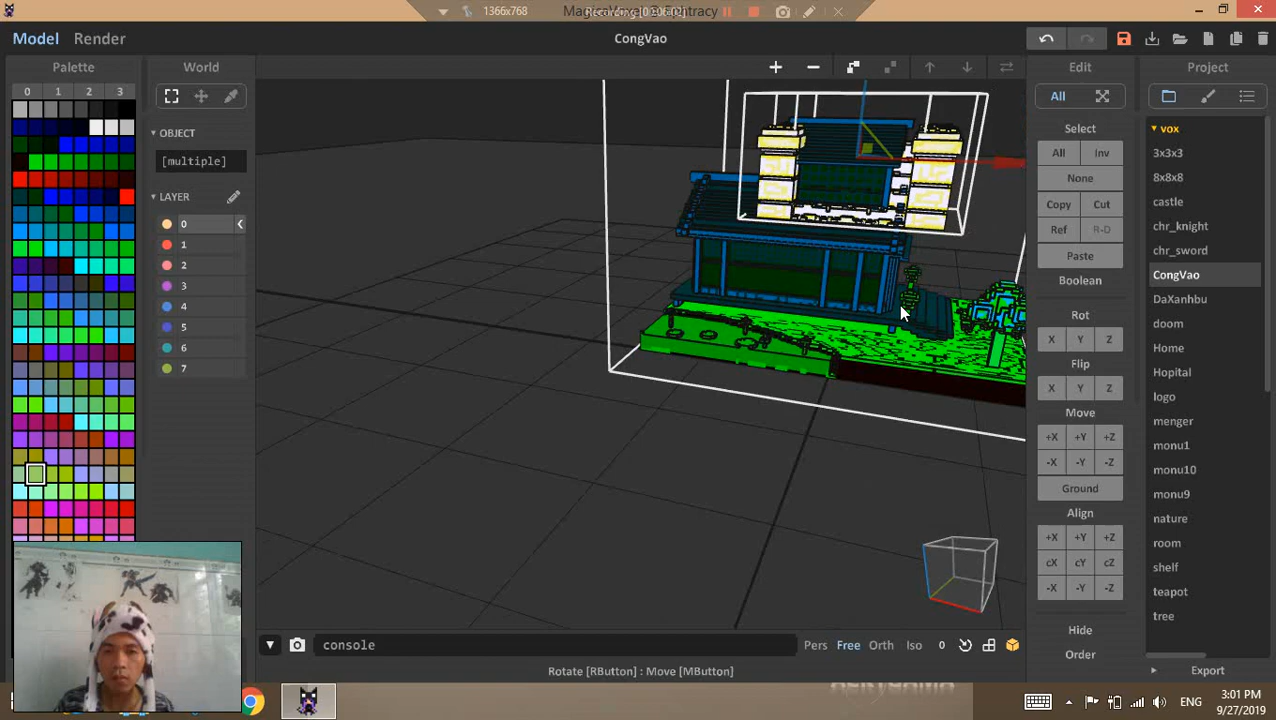 1366x768
MagicaVoxel @ Ephtracy
Model
Render
CongVao
Palette
World
Edit
Project
0 1 2 3
All
vox
OBJECT
Select
3x3x3
[multiple]
All
Inv
8x8x8
None
castle
LAYER
Copy
Cut
chr_knight
0
Ref
R-D
chr_sword
1
Paste
CongVao
2
Boolean
DaXanhbu
3
Rot
doom
4
X Y Z
Home
5
Flip
Hopital
6
X Y Z
logo
7
Move
menger
+X +Y +Z
monu1
-X -Y -Z
monu10
Ground
monu9
Align
nature
+X +Y +Z
room
cX cY cZ
shelf
-X -Y -Z
teapot
Hide
tree
Order
console
Pers
Free
Orth
Iso
0
Rotate [RButton] : Move [MButton]
Export
ENG
3:01 PM
9/27/2019